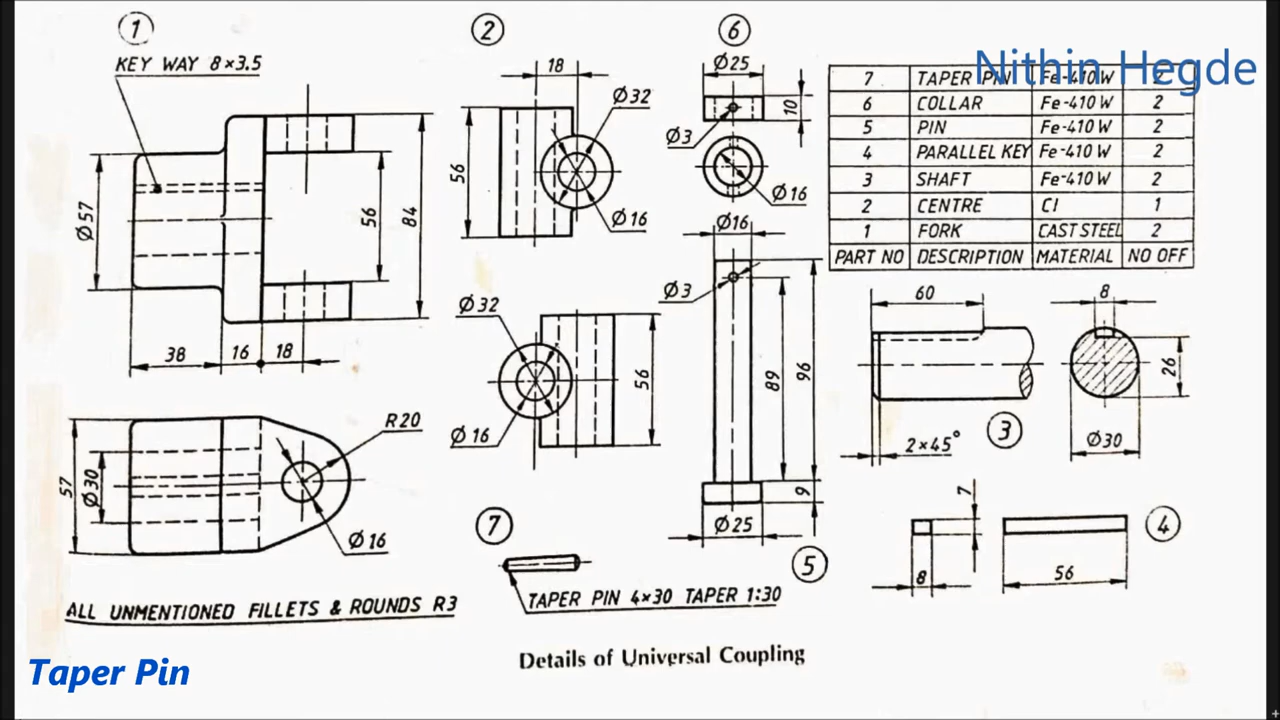 1
KEY WAY 8×3.5
Ø57
56
84
38
16
18
57
Ø30
R20
Ø16
ALL UNMENTIONED FILLETS & ROUNDS R3
Taper Pin
2
18
Ø32
56
Ø16
Ø32
56
Ø16
7
TAPER PIN 4×30 TAPER 1:30
Details of Universal Coupling
6
Ø25
10
Ø3
Ø16
Ø16
Ø3
89
96
9
Ø25
5
Nithin Hegde
7 TAPER PIN Fe-410W 2
6 COLLAR Fe-410W 2
5 PIN Fe-410W 2
4 PARALLEL KEY Fe-410W 2
3 SHAFT Fe-410W 2
2 CENTRE CI 1
1 FORK CAST STEEL 2
PART NO DESCRIPTION MATERIAL NO OFF
60
8
26
2×45°
3
Ø30
7
8
56
4